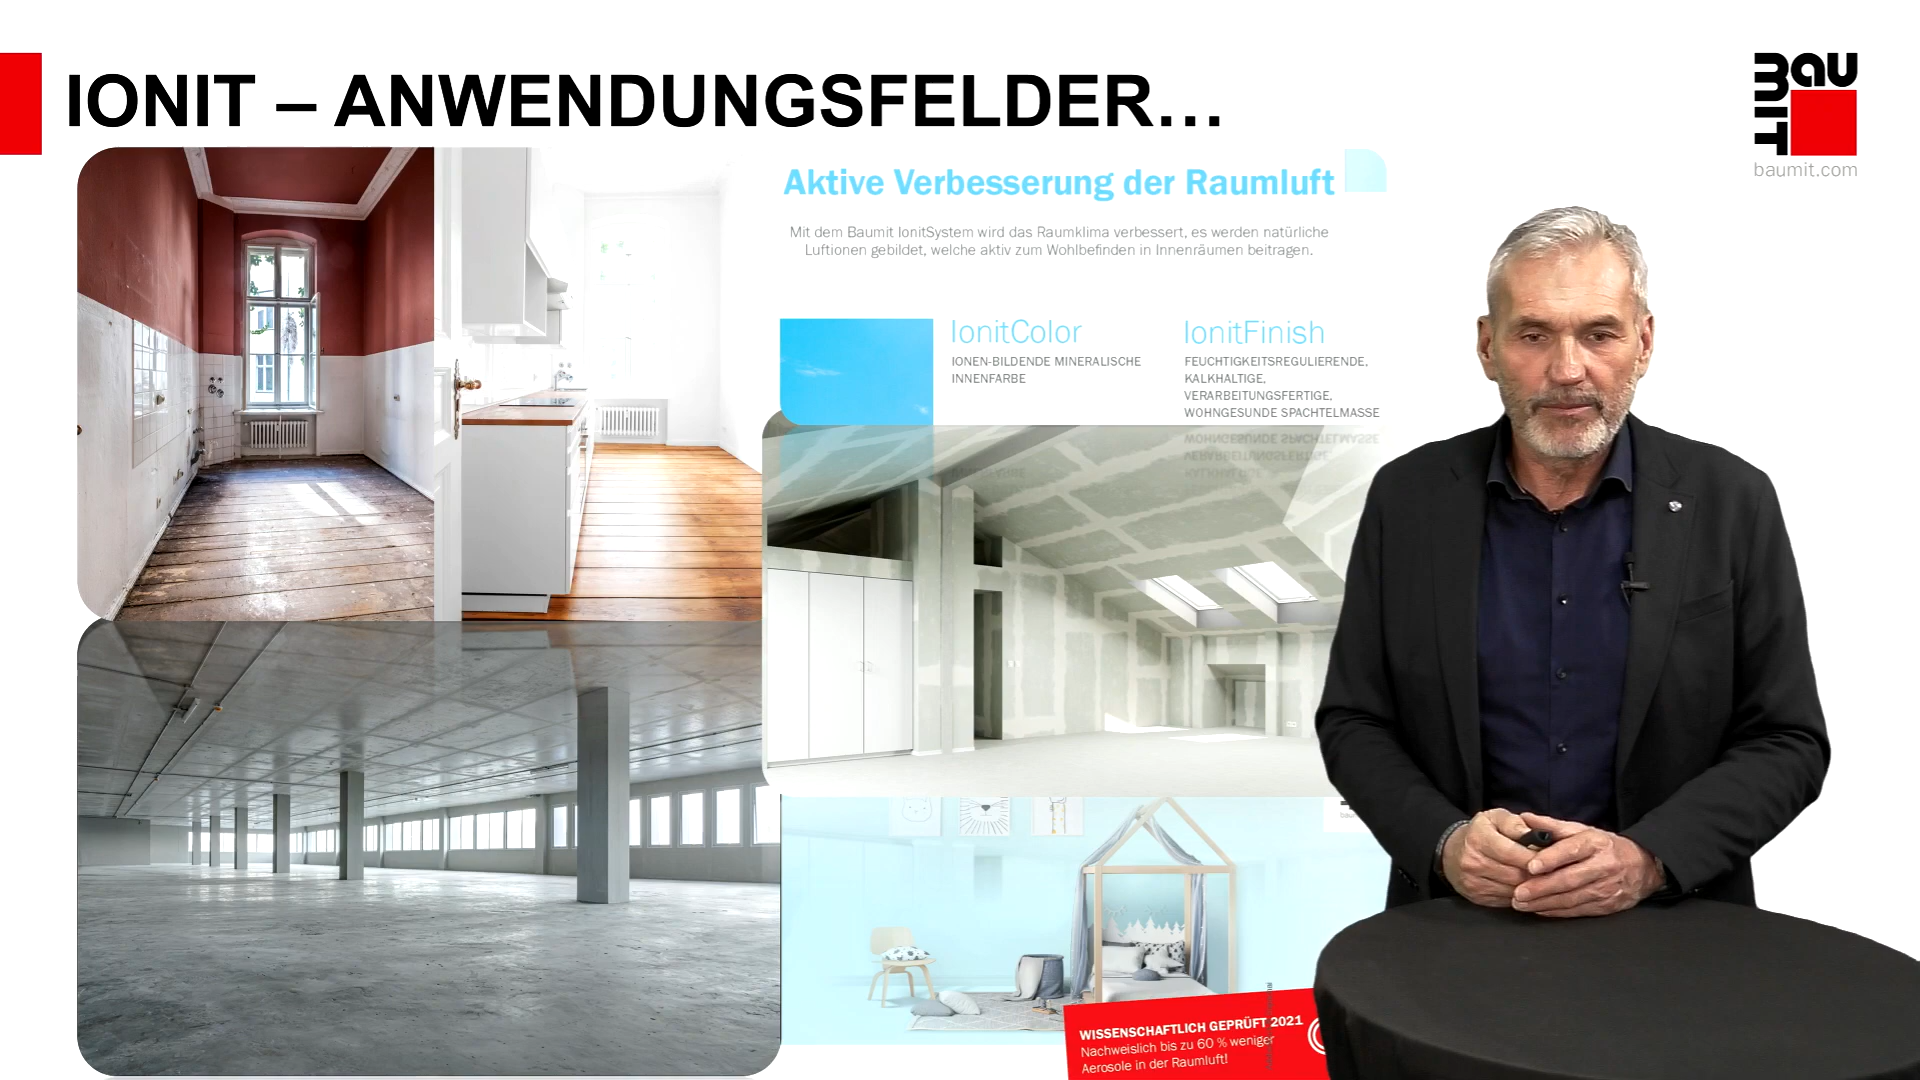 IONIT – ANWENDUNGSFELDER…
BAUMIT
baumit.com
Aktive Verbesserung der Raumluft
Mit dem Baumit IonitSystem wird das Raumklima verbessert, es werden natürliche
Luftionen gebildet, welche aktiv zum Wohlbefinden in Innenräumen beitragen.
IonitColor
IONEN-BILDENDE MINERALISCHE
INNENFARBE
IonitFinish
FEUCHTIGKEITSREGULIERENDE,
KALKHALTIGE,
VERARBEITUNGSFERTIGE,
WOHNGESUNDE SPACHTELMASSE
WISSENSCHAFTLICH GEPRÜFT 2021
Nachweislich bis zu 60 % weniger
Aerosole in der Raumluft!